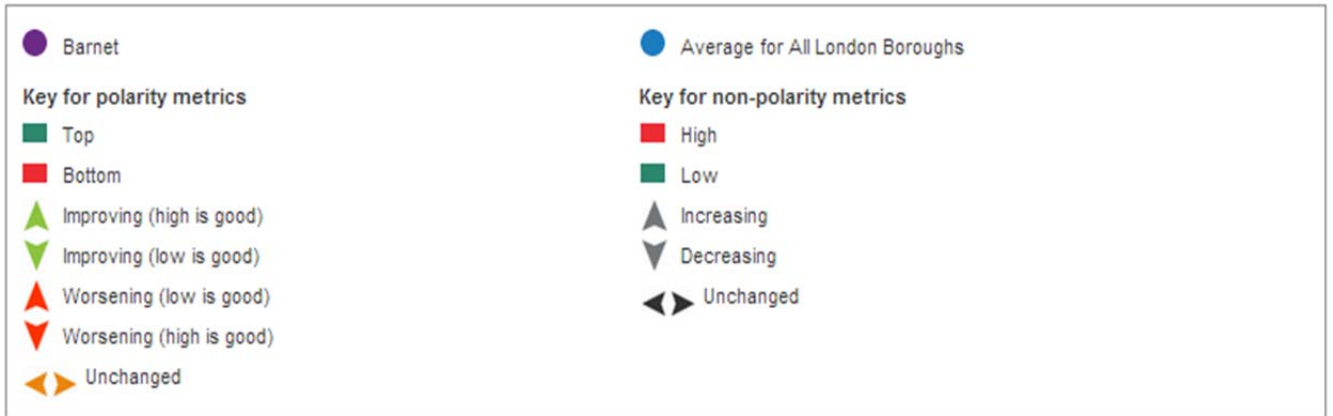 Barnet
Average for All London Boroughs
Key for polarity metrics
Top
Bottom
Improving (high is good)
Improving (low is good)
Worsening (low is good)
Worsening (high is good)
Unchanged
Key for non-polarity metrics
High
Low
Increasing
Decreasing
Unchanged